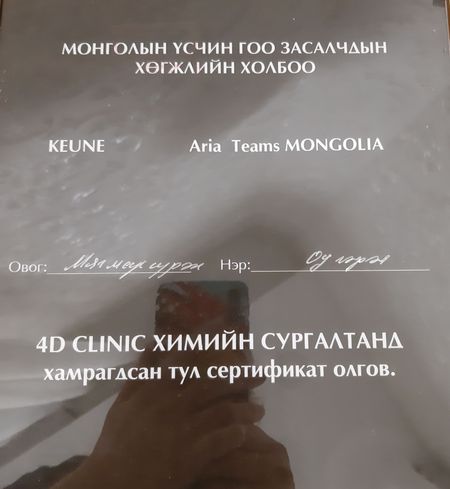 МОНГОЛЫН ҮСЧИН ГОО ЗАСАЛЧДЫН
ХӨГЖЛИЙН ХОЛБОО
KEUNE Aria Teams MONGOLIA
Овог: Мягмарсүрэн Нэр: Одгэрэл
4D CLINIC ХИМИЙН СУРГАЛТАНД
хамрагдсан тул сертификат олгов.